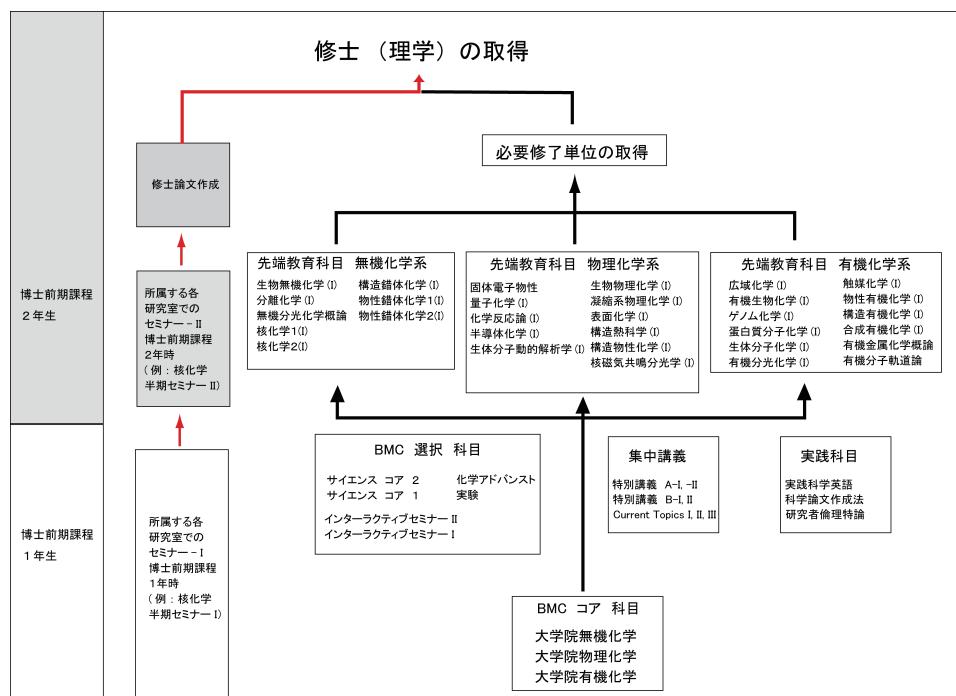 修士 (理学)の取得
必要修了単位の取得
修士論文作成
博士前期課程
2年生
所属する各
研究室での
セミナー-II
博士前期課程
2年時
(例:核化学
半期セミナーII)
先端教育科目 無機化学系
生物無機化学(I) 構造錯体化学(I)
分離化学(I) 物性錯体化学1(I)
無機分光化学概論 物性錯体化学2(I)
核化学1(I)
核化学2(I)
先端教育科目 物理化学系
固体電子物性 生物物理化学(I)
量子化学(I) 凝縮系物理化学(I)
化学反応論(I) 表面化学(I)
半導体化学(I) 構造熱科学(I)
生体分子動的解析学(I) 構造物性化学(I)
核磁気共鳴分光学(I)
先端教育科目 有機化学系
広域化学(I) 触媒化学(I)
有機生物化学(I) 物性有機化学(I)
ゲノム化学(I) 構造有機化学(I)
蛋白質分子化学(I) 合成有機化学(I)
生体分子化学(I) 有機金属化学概論
有機分光化学(I) 有機分子軌道論
博士前期課程
1年生
所属する各
研究室での
セミナー-I
博士前期課程
1年時
(例:核化学
半期セミナーI)
BMC 選択 科目
サイエンス コア 2 化学アドバンスト
サイエンス コア 1 実験
インターラクティブセミナーII
インターラクティブセミナーI
集中講義
特別講義 A-I, -II
特別講義 B-I, II
Current Topics I, II, III
実践科目
実践科学英語
科学論文作成法
研究者倫理特論
BMC コア 科目
大学院無機化学
大学院物理化学
大学院有機化学